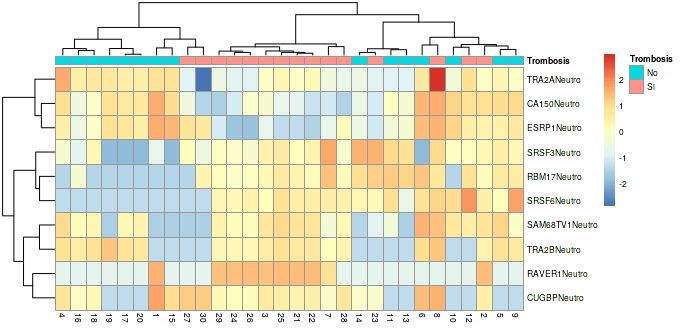 Trombosis
Trombosis
No
SI
2
1
0
-1
-2
TRA2ANeutro
CA150Neutro
ESRP1Neutro
SRSF3Neutro
RBM17Neutro
SRSF6Neutro
SAM68TV1Neutro
TRA2BNeutro
RAVER1Neutro
CUGBPNeutro
4 16 18 19 17 20 1 15 27 30 29 24 26 3 25 21 22 7 28 14 23 11 13 6 8 10 12 2 5 9